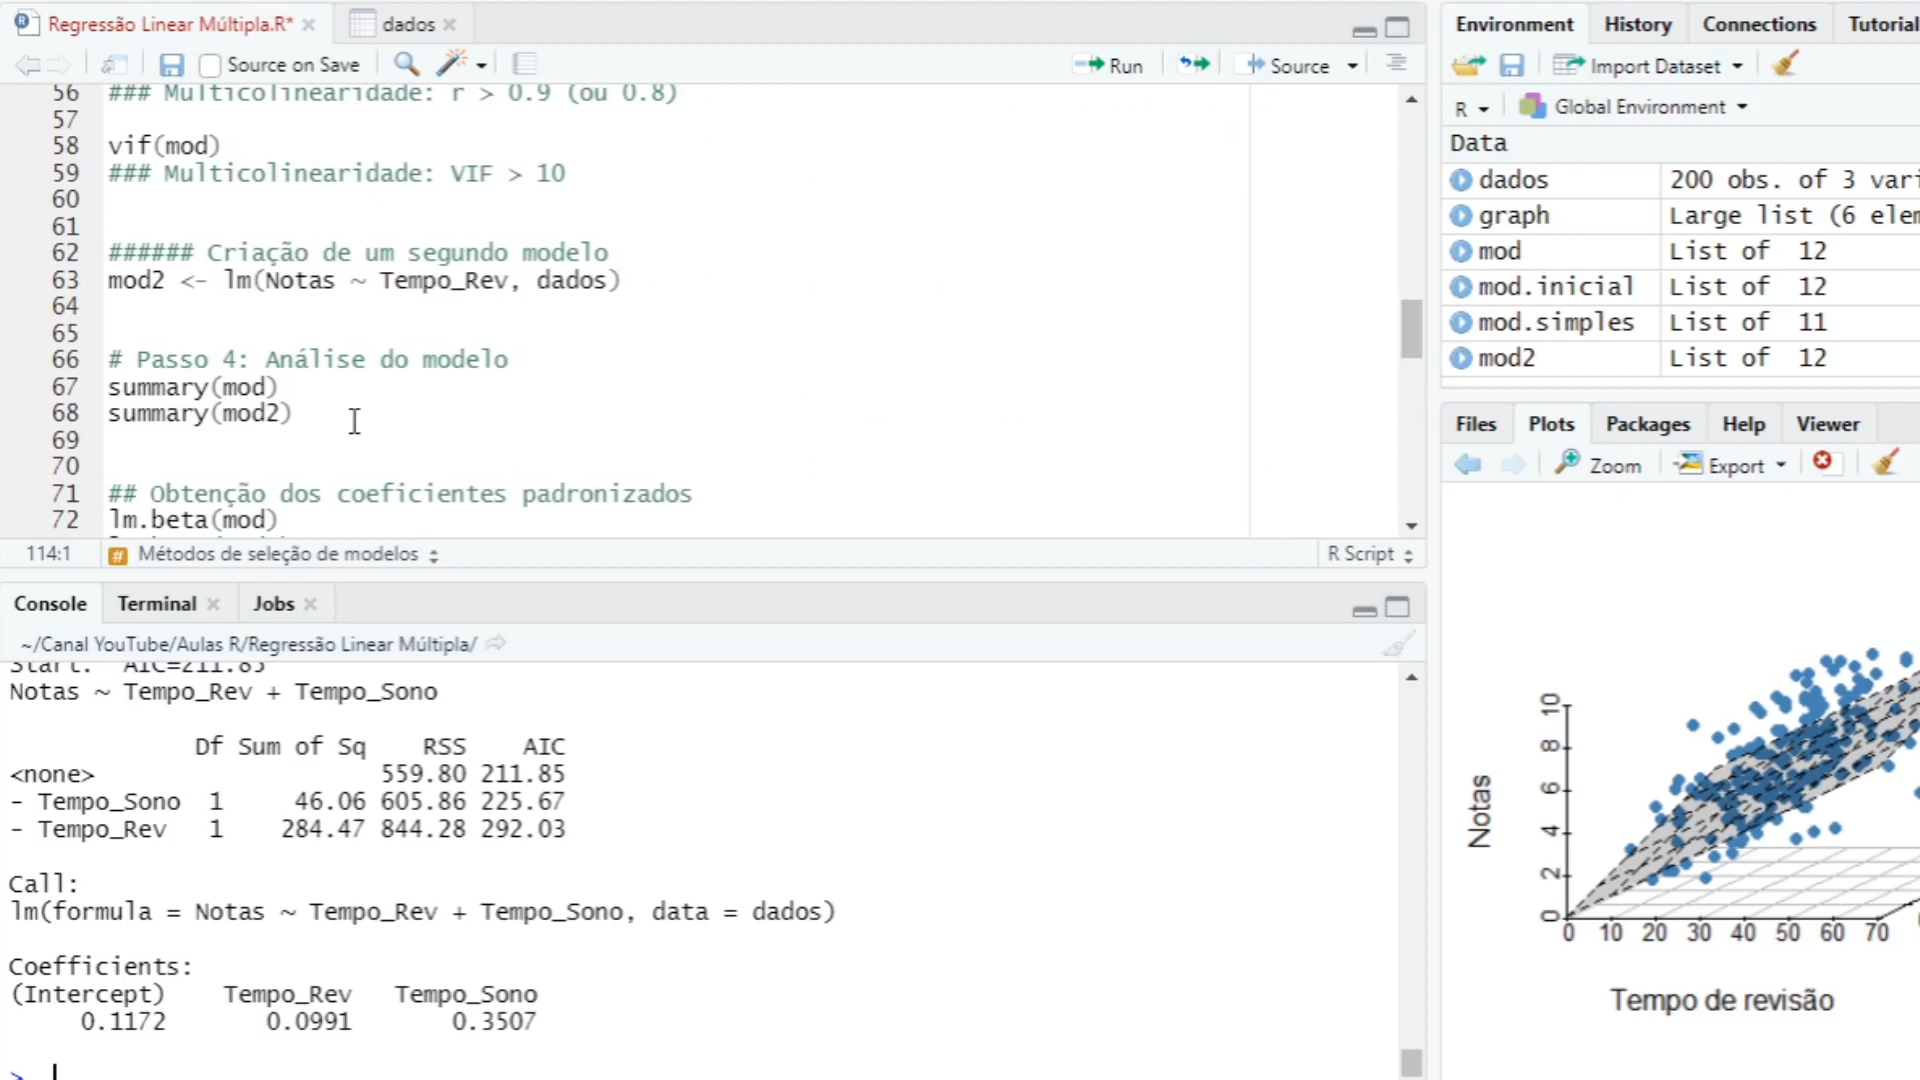 Regressão Linear Múltipla.R*
dados
Source on Save
Run
Source
56 ### Multicolinearidade: r > 0.9 (ou 0.8)
57
58 vif(mod)
59 ### Multicolinearidade: VIF > 10
60
61
62 ###### Criação de um segundo modelo
63 mod2 <- lm(Notas ~ Tempo_Rev, dados)
64
65
66 # Passo 4: Análise do modelo
67 summary(mod)
68 summary(mod2)
69
70
71 ## Obtenção dos coeficientes padronizados
72 lm.beta(mod)
114:1 # Métodos de seleção de modelos R Script
Console Terminal Jobs
~/Canal YouTube/Aulas R/Regressão Linear Múltipla/
Start: AIC=211.85
Notas ~ Tempo_Rev + Tempo_Sono
Df Sum of Sq RSS AIC
<none> 559.80 211.85
- Tempo_Sono 1 46.06 605.86 225.67
- Tempo_Rev 1 284.47 844.28 292.03
Call:
lm(formula = Notas ~ Tempo_Rev + Tempo_Sono, data = dados)
Coefficients:
(Intercept) Tempo_Rev Tempo_Sono
0.1172 0.0991 0.3507
>
Environment History Connections Tutorial
Import Dataset
R Global Environment
Data
dados 200 obs. of 3 vari
graph Large list (6 elem
mod List of 12
mod.inicial List of 12
mod.simples List of 11
mod2 List of 12
Files Plots Packages Help Viewer
Zoom Export
Notas
10
8
6
4
2
0
0 10 20 30 40 50 60 70
Tempo de revisão